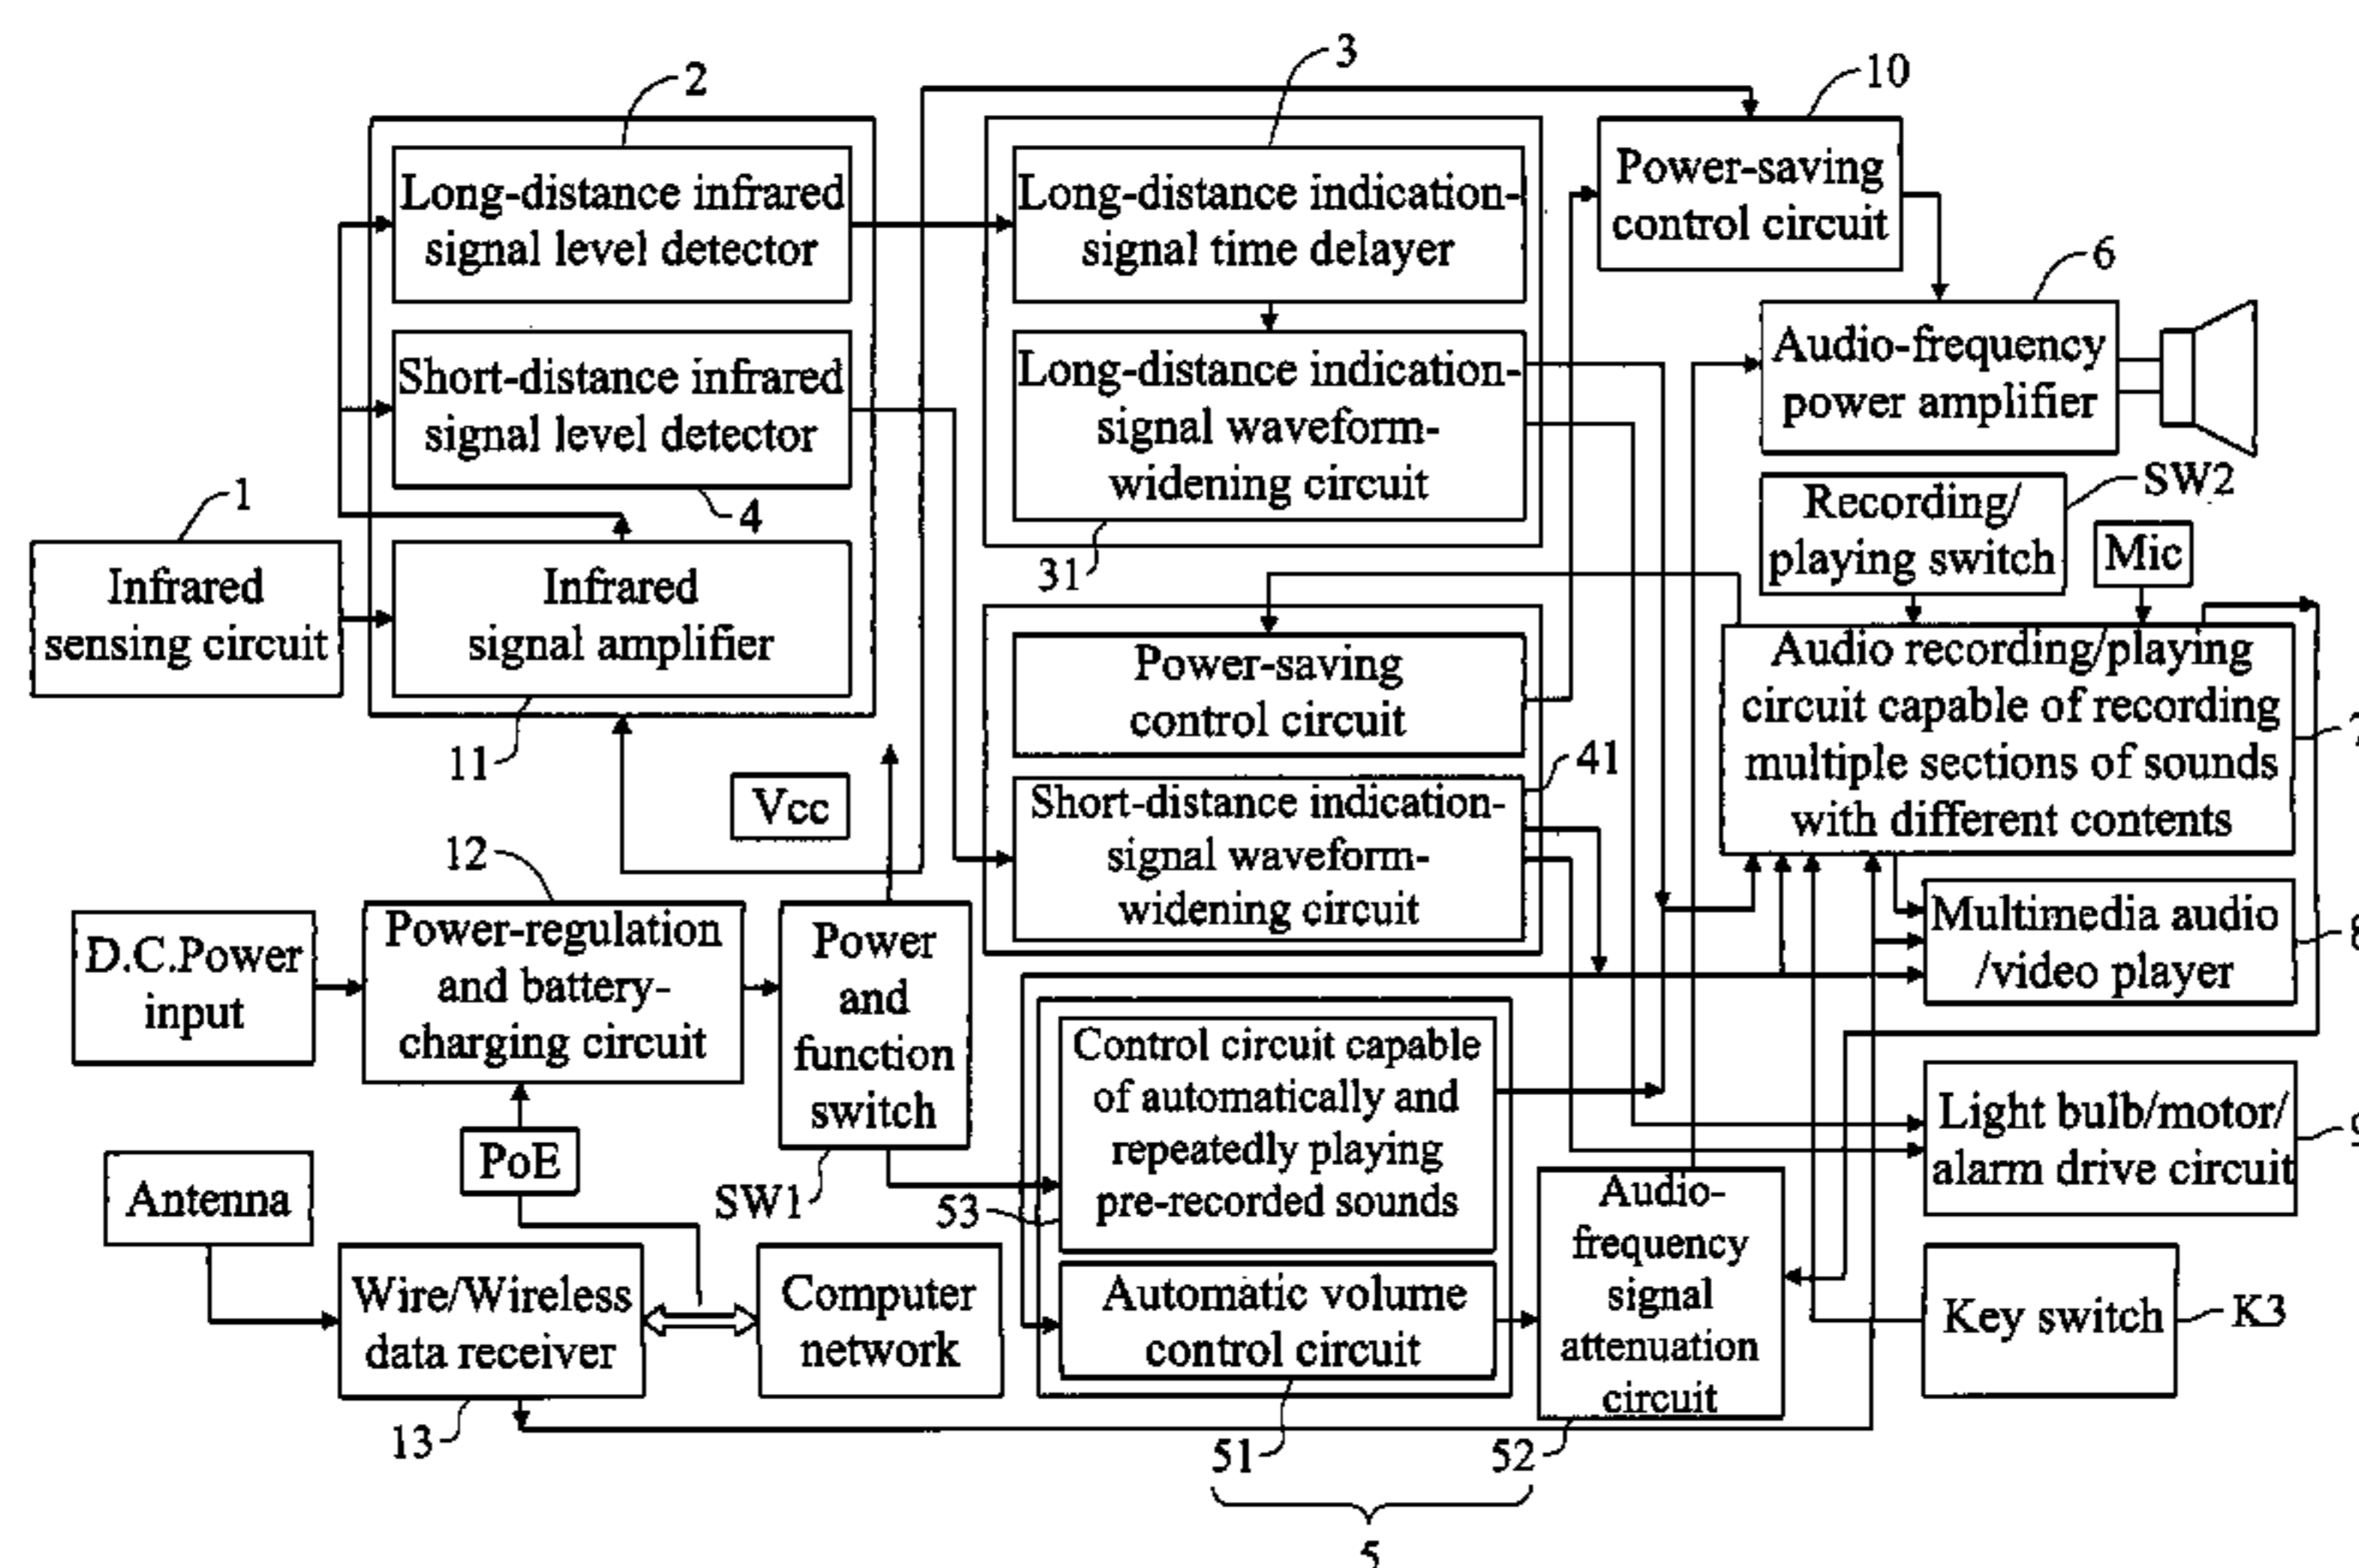 2
3
10
Long-distance infrared
signal level detector
Long-distance indication-
signal time delayer
Power-saving
control circuit
6
Short-distance infrared
signal level detector
4
Long-distance indication-
signal waveform-
widening circuit
31
Audio-frequency
power amplifier
SW2
Recording/
playing switch
Mic
1
Infrared
sensing circuit
Infrared
signal amplifier
11
Power-saving
control circuit
Audio recording/playing
circuit capable of recording
multiple sections of sounds
with different contents
Vcc
41
Short-distance indication-
signal waveform-
widening circuit
12
D.C.Power
input
Power-regulation
and battery-
charging circuit
Power
and
function
switch
SW1
Multimedia audio
/video player
Control circuit capable
of automatically and
repeatedly playing
pre-recorded sounds
53
Light bulb/motor/
alarm drive circuit
PoE
Antenna
Wire/Wireless
data receiver
13
Computer
network
Automatic volume
control circuit
51
Audio-
frequency
signal
attenuation
circuit
52
Key switch
K3
5